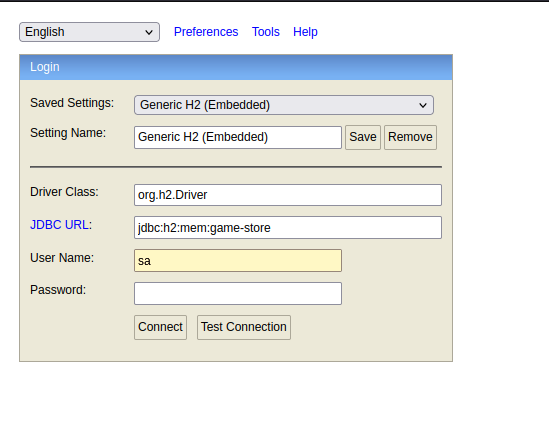 English Preferences Tools Help
Login
Saved Settings: Generic H2 (Embedded)
Setting Name: Generic H2 (Embedded) Save Remove
Driver Class: org.h2.Driver
JDBC URL: jdbc:h2:mem:game-store
User Name: sa
Password:
Connect Test Connection